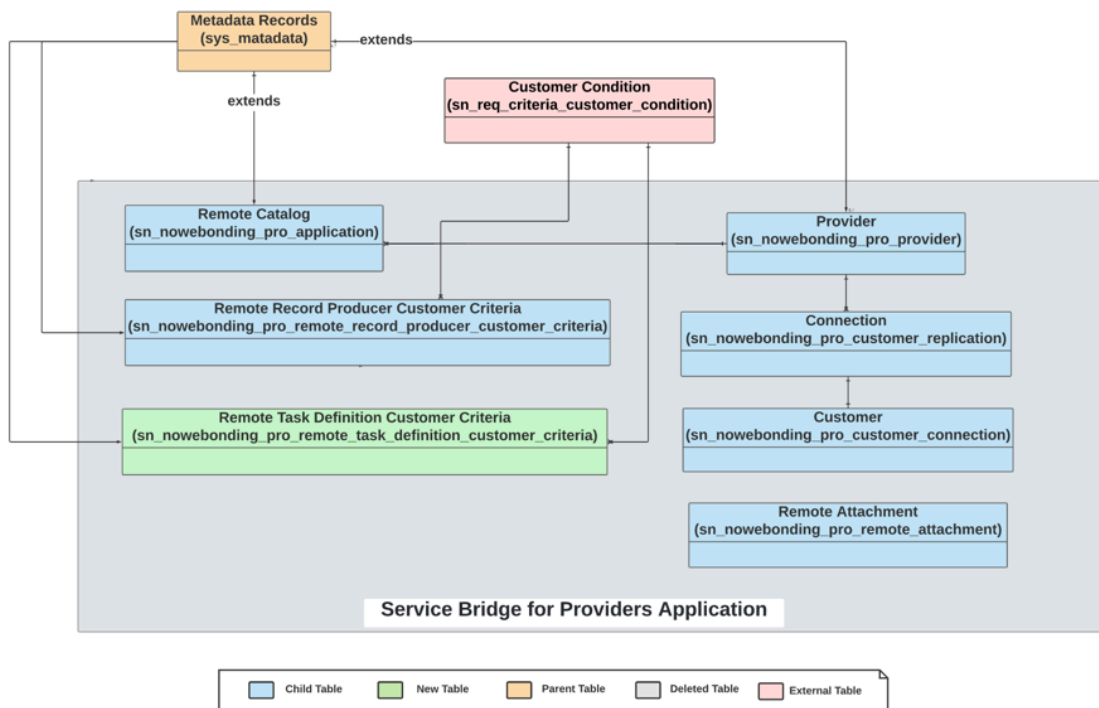 Metadata Records
(sys_matadata)
extends
extends
Customer Condition
(sn_req_criteria_customer_condition)
Remote Catalog
(sn_nowebonding_pro_application)
Provider
(sn_nowebonding_pro_provider)
Remote Record Producer Customer Criteria
(sn_nowebonding_pro_remote_record_producer_customer_criteria)
Connection
(sn_nowebonding_pro_customer_replication)
Remote Task Definition Customer Criteria
(sn_nowebonding_pro_remote_task_definition_customer_criteria)
Customer
(sn_nowebonding_pro_customer_connection)
Remote Attachment
(sn_nowebonding_pro_remote_attachment)
Service Bridge for Providers Application
Child Table
New Table
Parent Table
Deleted Table
External Table